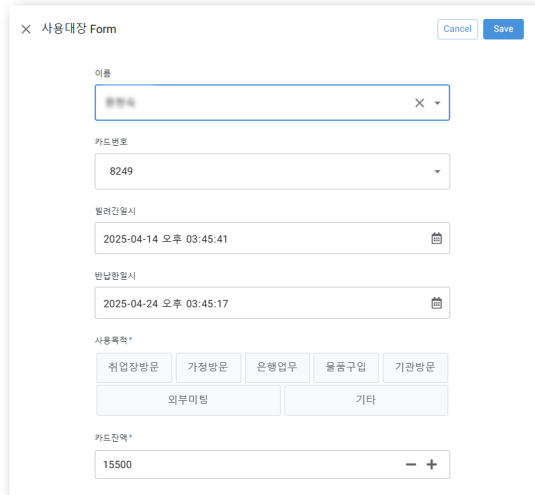 사용대장 Form
Cancel
Save
이름
카드번호
8249
빌려간일시
2025-04-14 오후 03:45:41
반납한일시
2025-04-24 오후 03:45:17
사용목적*
취업장방문 가정방문 은행업무 물품구입 기관방문
외부미팅 기타
카드잔액*
15500